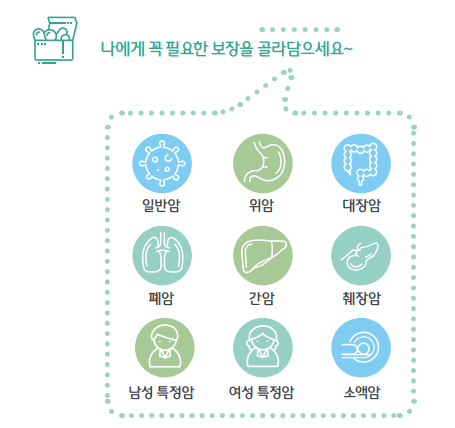 나에게 꼭 필요한 보장을 골라담으세요~
일반암 위암 대장암
폐암 간암 췌장암
남성 특정암 여성 특정암 소액암